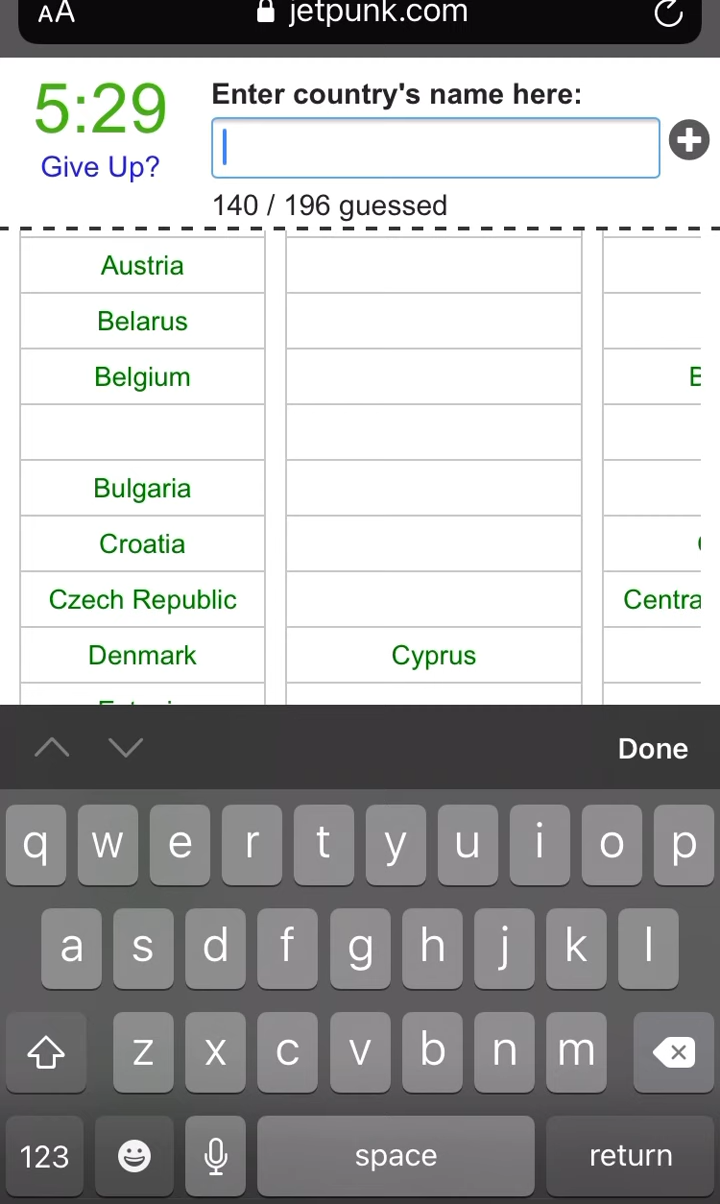 AA jetpunk.com
5:29
Give Up?
Enter country's name here:
140 / 196 guessed
Austria
Belarus
Belgium
Bulgaria
Croatia
Czech Republic
Centra
Denmark
Cyprus
Done
q w e r t y u i o p
a s d f g h j k l
z x c v b n m
123
space
return